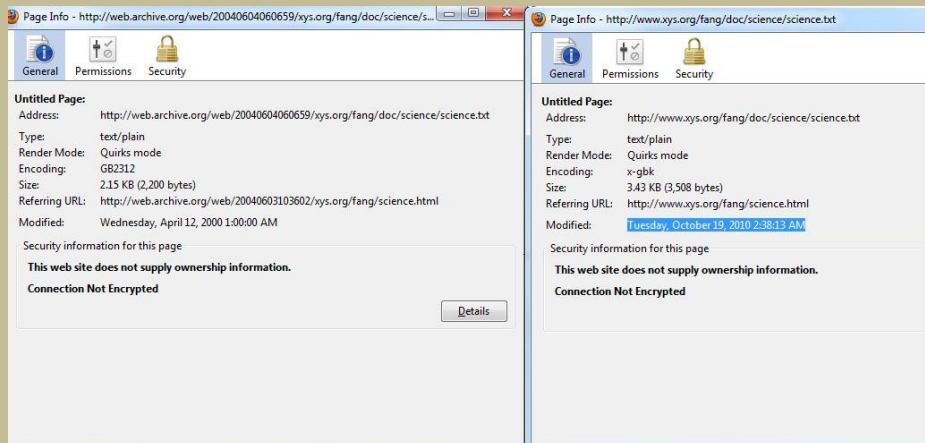 Page Info - http://web.archive.org/web/20040604060659/xys.org/fang/doc/science/s...
General Permissions Security
Untitled Page:
Address: http://web.archive.org/web/20040604060659/xys.org/fang/doc/science/science.txt
Type: text/plain
Render Mode: Quirks mode
Encoding: GB2312
Size: 2.15 KB (2,200 bytes)
Referring URL: http://web.archive.org/web/20040603103602/xys.org/fang/science.html
Modified: Wednesday, April 12, 2000 1:00:00 AM
Security information for this page
This web site does not supply ownership information.
Connection Not Encrypted
Details
Page Info - http://www.xys.org/fang/doc/science/science.txt
General Permissions Security
Untitled Page:
Address: http://www.xys.org/fang/doc/science/science.txt
Type: text/plain
Render Mode: Quirks mode
Encoding: x-gbk
Size: 3.43 KB (3,508 bytes)
Referring URL: http://www.xys.org/fang/science.html
Modified: Tuesday, October 19, 2010 2:38:13 AM
Security information for this page
This web site does not supply ownership information.
Connection Not Encrypted